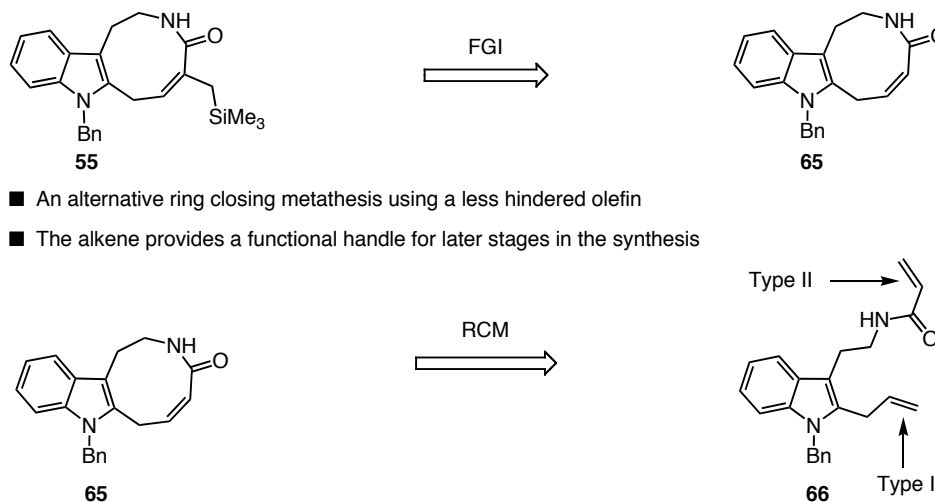 NH
O
N
Bn
SiMe3
55
FGI
NH
O
N
Bn
65
■ An alternative ring closing metathesis using a less hindered olefin
■ The alkene provides a functional handle for later stages in the synthesis
NH
O
N
Bn
65
RCM
Type II
HN
O
N
Bn
66
Type I